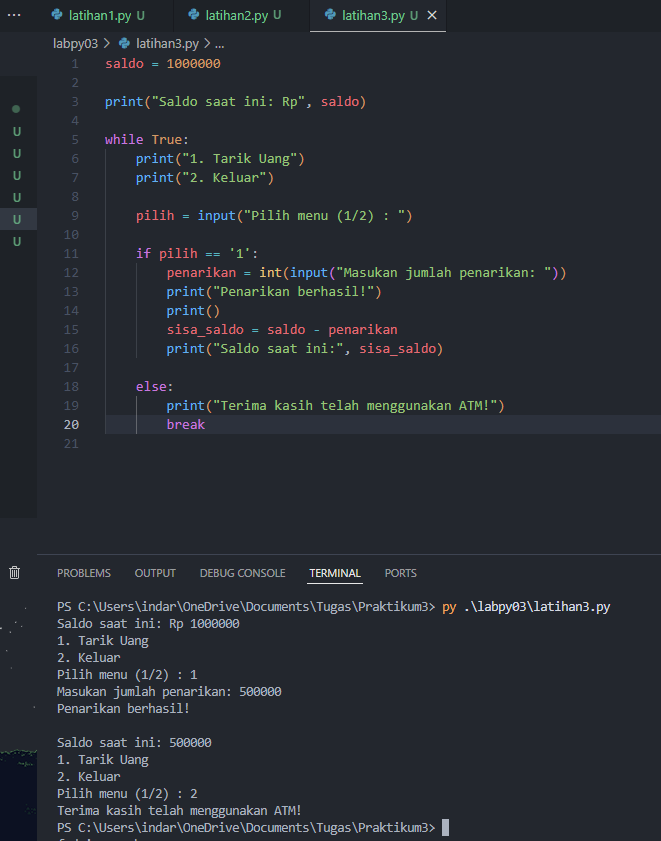 ... latihan1.py U latihan2.py U latihan3.py U ×
labpy03 > latihan3.py > ...
1 saldo = 1000000
2
3 print("Saldo saat ini: Rp", saldo)
4
5 while True:
6 print("1. Tarik Uang")
7 print("2. Keluar")
8
9 pilih = input("Pilih menu (1/2) : ")
10
11 if pilih == '1':
12 penarikan = int(input("Masukan jumlah penarikan: "))
13 print("Penarikan berhasil!")
14 print()
15 sisa_saldo = saldo - penarikan
16 print("Saldo saat ini:", sisa_saldo)
17
18 else:
19 print("Terima kasih telah menggunakan ATM!")
20 break
21
U
U
U
U
U
U
PROBLEMS OUTPUT DEBUG CONSOLE TERMINAL PORTS
PS C:\Users\indar\OneDrive\Documents\Tugas\Praktikum3> py .\labpy03\latihan3.py
Saldo saat ini: Rp 1000000
1. Tarik Uang
2. Keluar
Pilih menu (1/2) : 1
Masukan jumlah penarikan: 500000
Penarikan berhasil!

Saldo saat ini: 500000
1. Tarik Uang
2. Keluar
Pilih menu (1/2) : 2
Terima kasih telah menggunakan ATM!
PS C:\Users\indar\OneDrive\Documents\Tugas\Praktikum3>